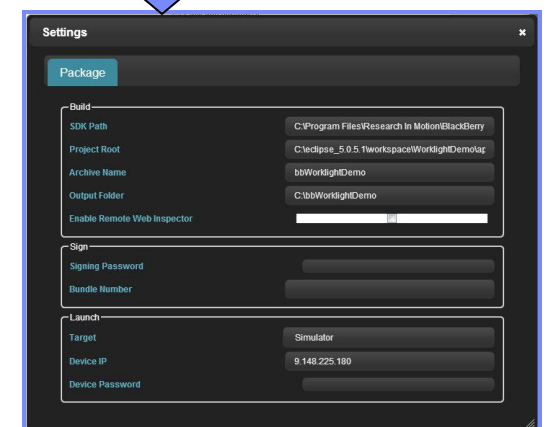 Settings
Package
Build
SDK Path C:\Program Files\Research In Motion\BlackBerry
Project Root C:\eclipse_5.0.5.1\workspace\WorklightDemo\ap
Archive Name bbWorklightDemo
Output Folder C:\bbWorklightDemo
Enable Remote Web Inspector
Sign
Signing Password
Bundle Number
Launch
Target Simulator
Device IP 9.148.225.180
Device Password